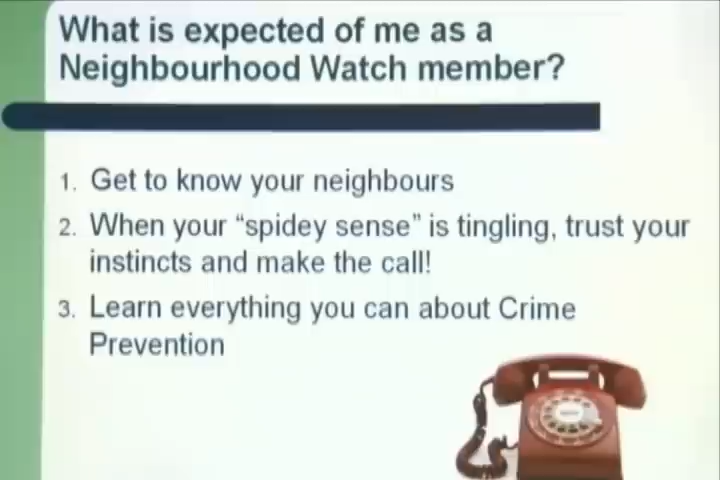 What is expected of me as a
Neighbourhood Watch member?
1. Get to know your neighbours
2. When your “spidey sense” is tingling, trust your
instincts and make the call!
3. Learn everything you can about Crime
Prevention